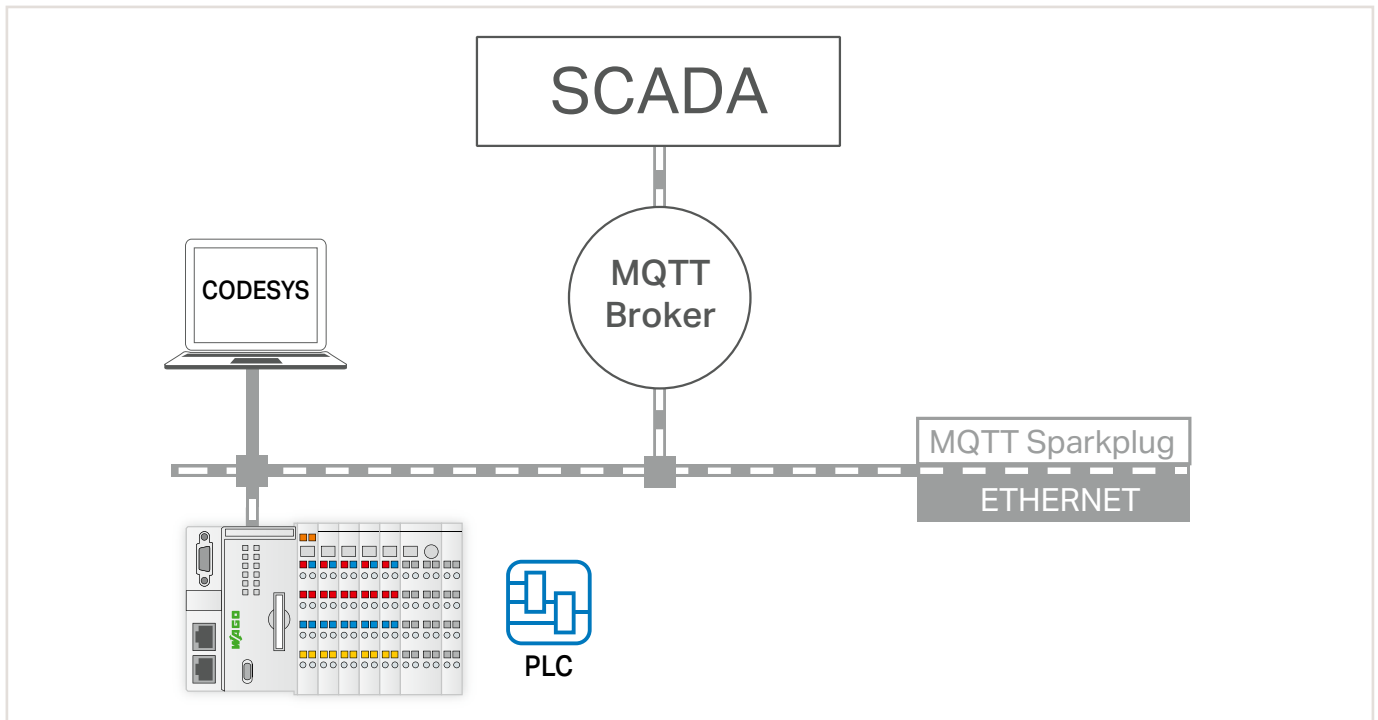 SCADA
MQTT
Broker
CODESYS
MQTT Sparkplug
ETHERNET
WAGO
PLC